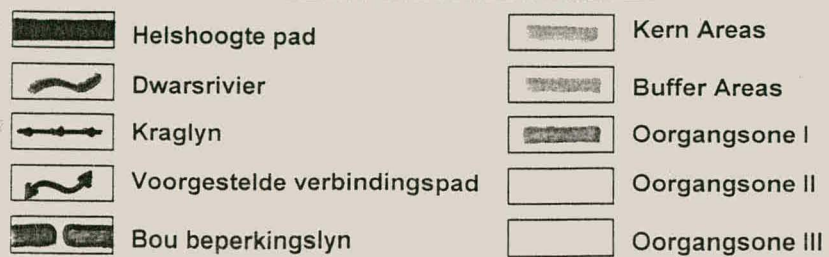 Helshoogte pad
Dwarsrivier
Kraglyn
Voorgestelde verbindingspad
Bou beperkingslyn
Kern Areas
Buffer Areas
Oorgangsone I
Oorgangsone II
Oorgangsone III